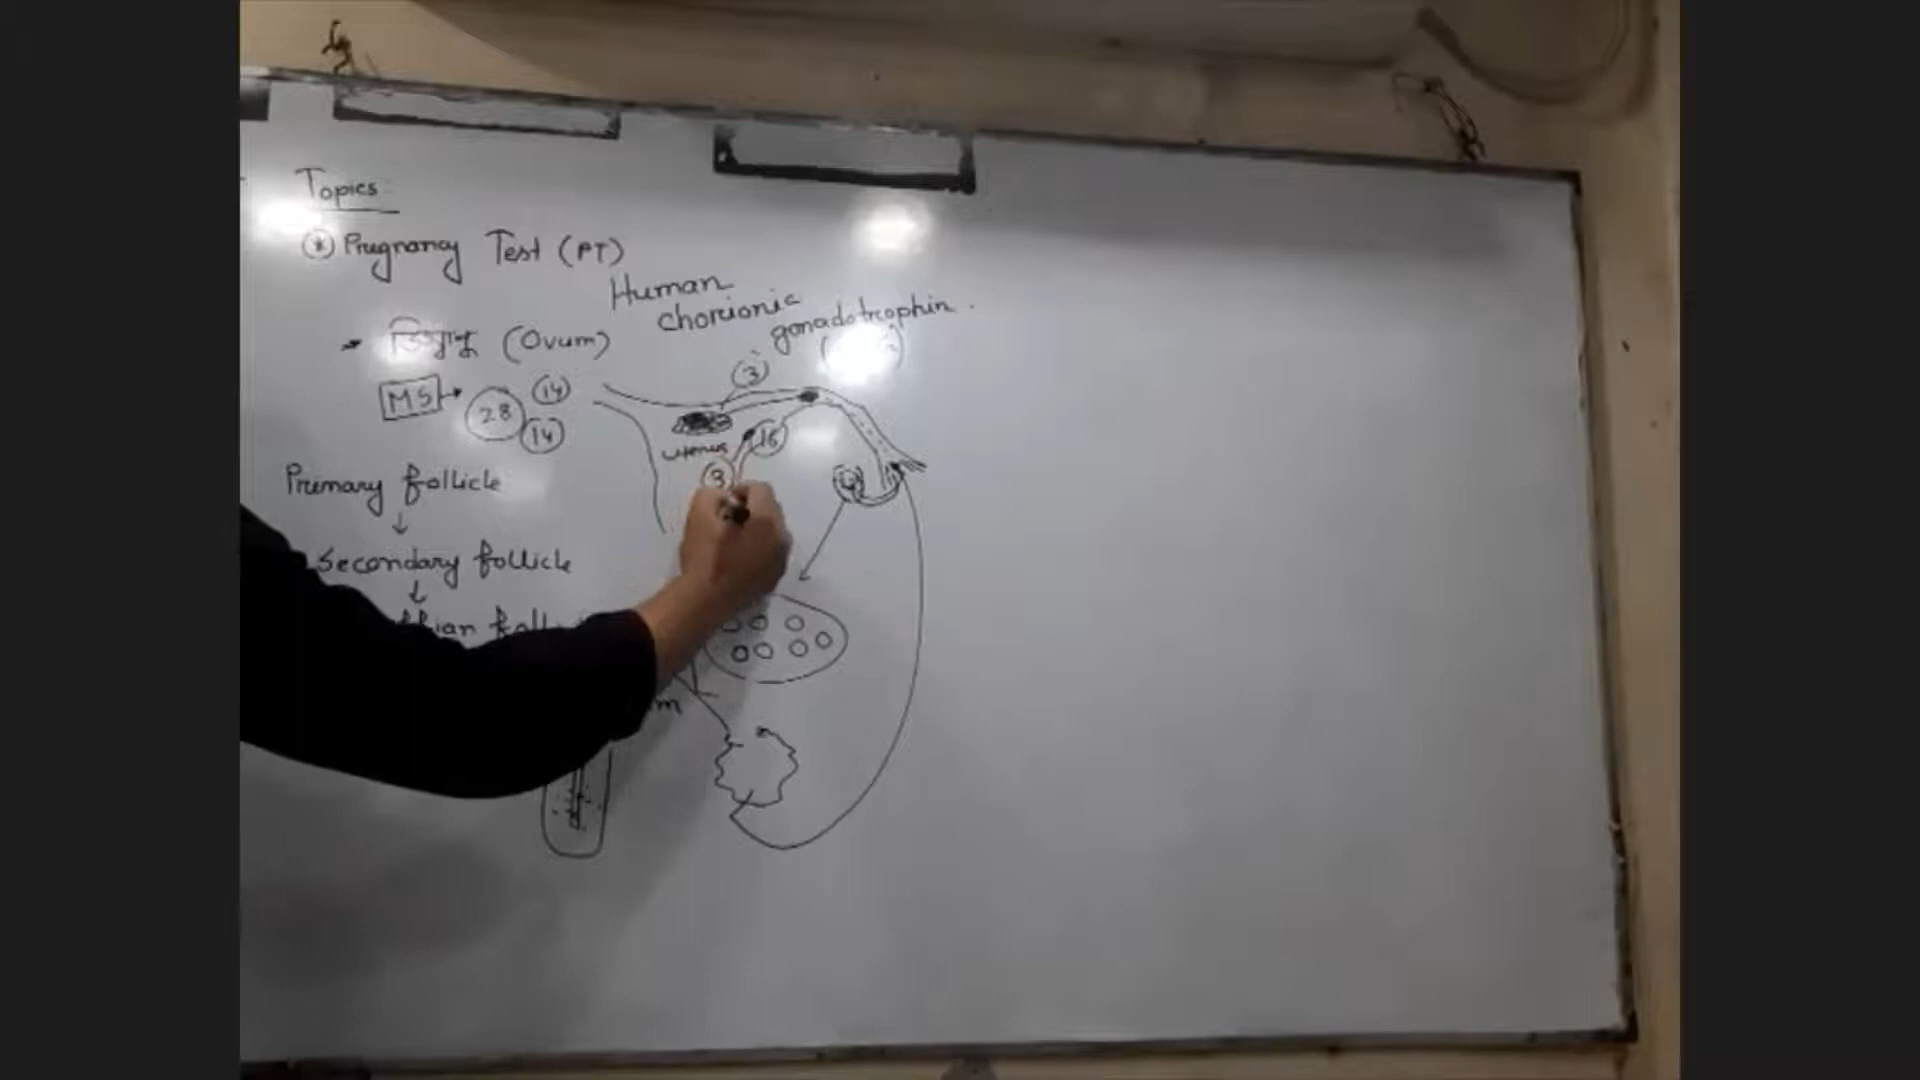 Topics:
* Pregnancy Test (PT)
Human
chorionic
gonadotrophin.
ডিম্বানু (Ovum)
3
MS
28
14
14
uterus
16
3
Primary follicle
Secondary follicle